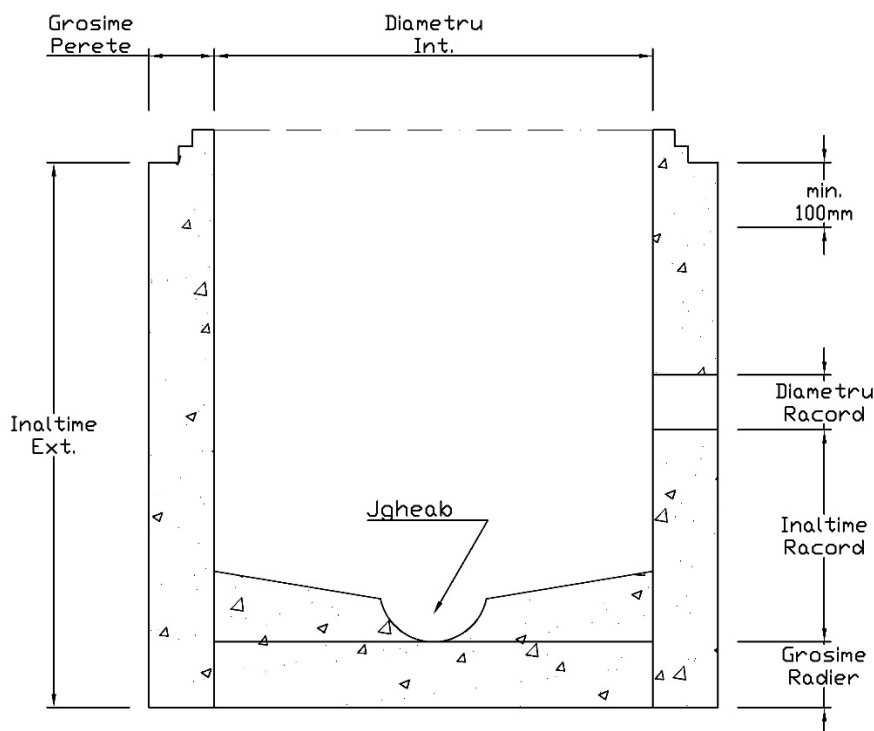 Grosime
Perete
Diametru
Int.
min.
100mm
Diametru
Racord
Inaltime
Ext.
Jgheab
Inaltime
Racord
Grosime
Radier